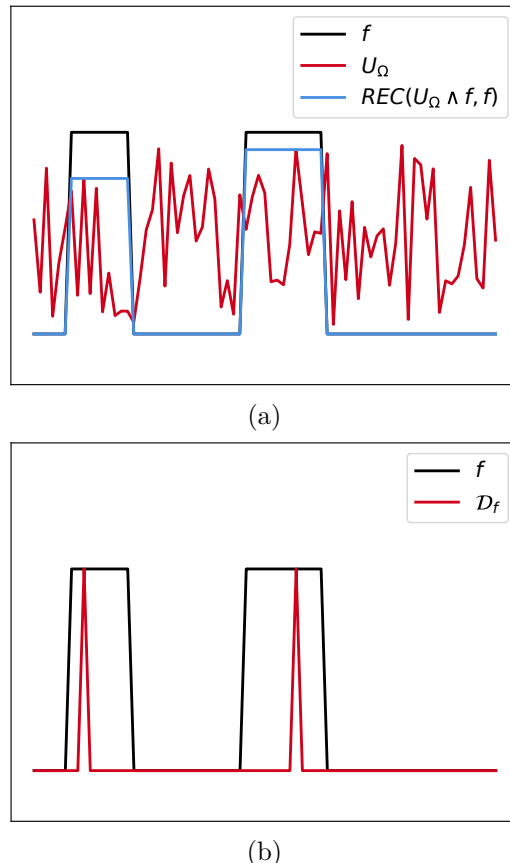 f
U_Ω
REC(U_Ω ∧ f, f)
(a)
f
𝒟_f
(b)